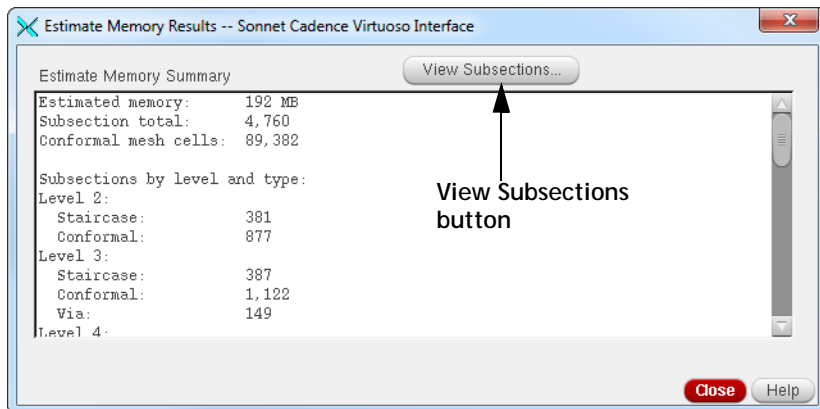 Estimate Memory Results -- Sonnet Cadence Virtuoso Interface
Estimate Memory Summary
View Subsections...
Estimated memory: 192 MB
Subsection total: 4,760
Conformal mesh cells: 89,382
Subsections by level and type:
Level 2:
Staircase: 381
Conformal: 877
Level 3:
Staircase: 387
Conformal: 1,122
Via: 149
Level 4:
View Subsections
button
Close
Help